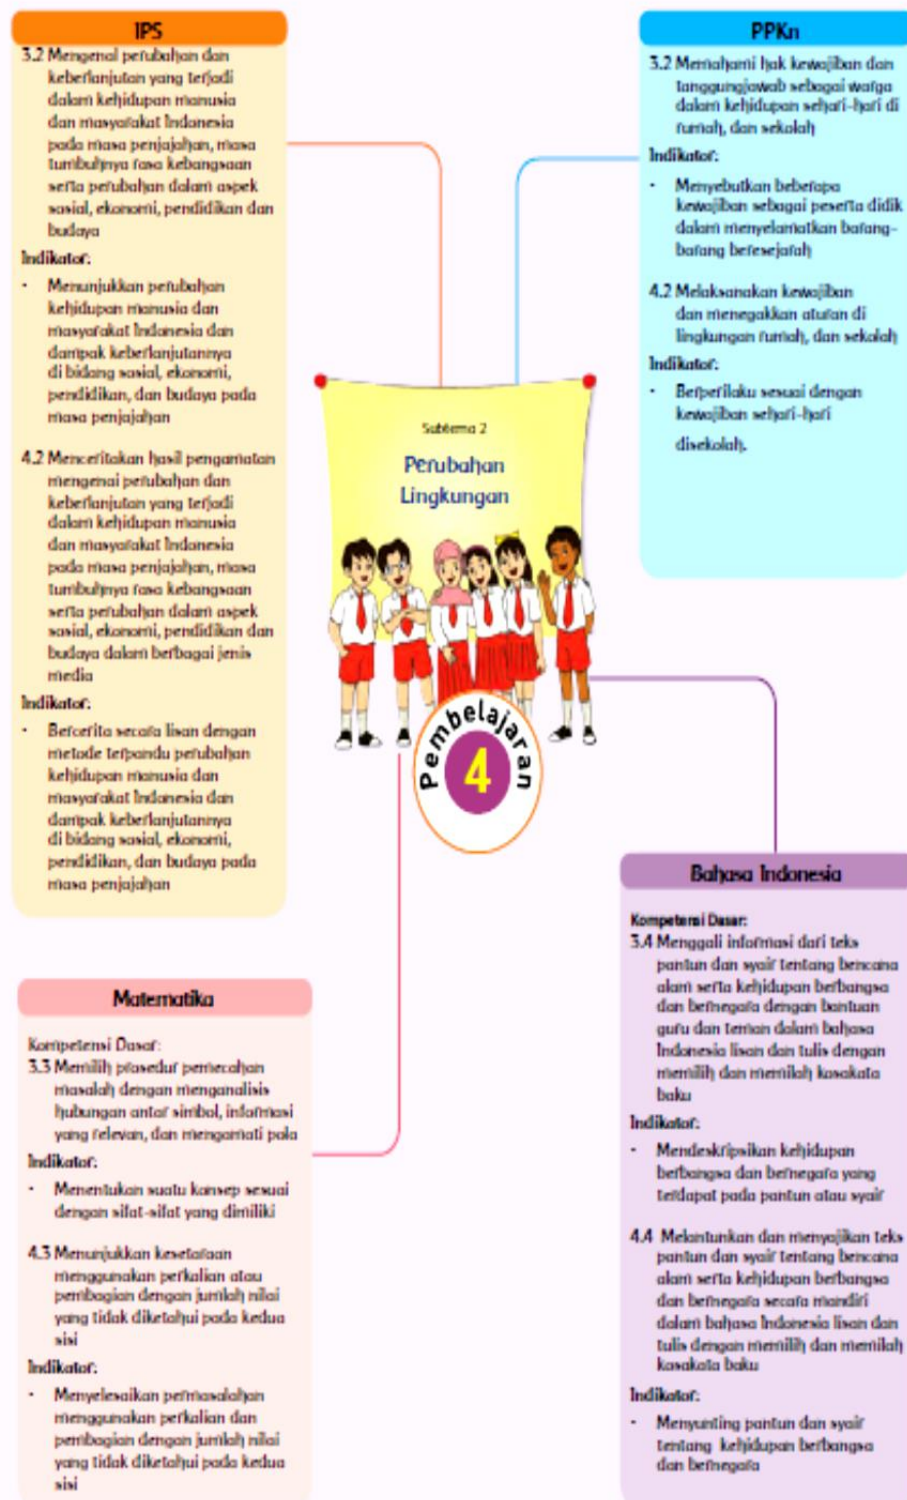 IPS
3.2 Mengenal perubahan dan
keberlanjutan yang terjadi
dalam kehidupan manusia
dan masyarakat Indonesia
pada masa penjajahan, masa
tumbuhnya rasa kebangsaan
serta perubahan dalam aspek
sosial, ekonomi, pendidikan dan
budaya
Indikator:
• Menunjukkan perubahan
kehidupan manusia dan
masyarakat Indonesia dan
dampak keberlanjutannya
di bidang sosial, ekonomi,
pendidikan, dan budaya pada
masa penjajahan
4.2 Menceritakan hasil pengamatan
mengenai perubahan dan
keberlanjutan yang terjadi
dalam kehidupan manusia
dan masyarakat Indonesia
pada masa penjajahan, masa
tumbuhnya rasa kebangsaan
serta perubahan dalam aspek
sosial, ekonomi, pendidikan dan
budaya dalam berbagai jenis
media
Indikator:
• Bercerita secara lisan dengan
metode terpandu perubahan
kehidupan manusia dan
masyarakat Indonesia dan
dampak keberlanjutannya
di bidang sosial, ekonomi,
pendidikan, dan budaya pada
masa penjajahan
PPKn
3.2 Memahami hak kewajiban dan
tanggungjawab sebagai warga
dalam kehidupan sehari-hari di
rumah, dan sekolah
Indikator:
• Menyebutkan beberapa
kewajiban sebagai peserta didik
dalam menyelamatkan barang-
barang beresejarah
4.2 Melaksanakan kewajiban
dan menegakkan aturan di
lingkungan rumah, dan sekolah
Indikator:
• Berperilaku sesuai dengan
kewajiban sehari-hari
disekolah.
Subtema 2
Perubahan
Lingkungan
Pembelajaran
4
Matematika
Kompetensi Dasar:
3.3 Memilih prosedur pemecahan
masalah dengan menganalisis
hubungan antar simbol, informasi
yang relevan, dan mengamati pola
Indikator:
• Menentukan suatu konsep sesuai
dengan sifat-sifat yang dimiliki
4.3 Menunjukkan kesetaraan
menggunakan perkalian atau
pembagian dengan jumlah nilai
yang tidak diketahui pada kedua
sisi
Indikator:
• Menyelesaikan permasalahan
menggunakan perkalian dan
pembagian dengan jumlah nilai
yang tidak diketahui pada kedua
sisi
Bahasa Indonesia
Kompetensi Dasar:
3.4 Menggali informasi dari teks
pantun dan syair tentang bencana
alam serta kehidupan berbangsa
dan bernegara dengan bantuan
guru dan teman dalam bahasa
Indonesia lisan dan tulis dengan
memilih dan memilah kosakata
baku
Indikator:
• Mendeskripsikan kehidupan
berbangsa dan bernegara yang
terdapat pada pantun atau syair
4.4 Melantunkan dan menyajikan teks
pantun dan syair tentang bencana
alam serta kehidupan berbangsa
dan bernegara secara mandiri
dalam bahasa Indonesia lisan dan
tulis dengan memilih dan memilah
kosakata baku
Indikator:
• Menyunting pantun dan syair
tentang kehidupan berbangsa
dan bernegara